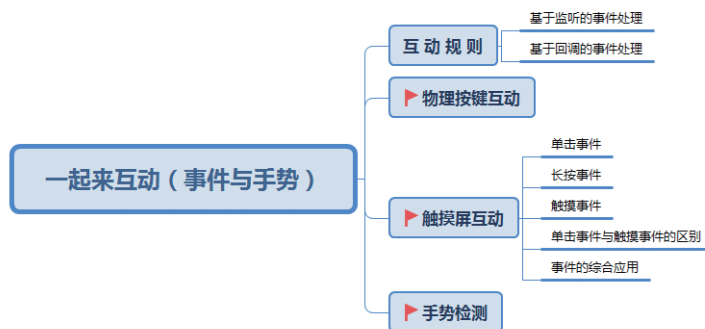 一起来互动（事件与手势）
互动规则
基于监听的事件处理
基于回调的事件处理
物理按键互动
触摸屏互动
单击事件
长按事件
触摸事件
单击事件与触摸事件的区别
事件的综合应用
手势检测